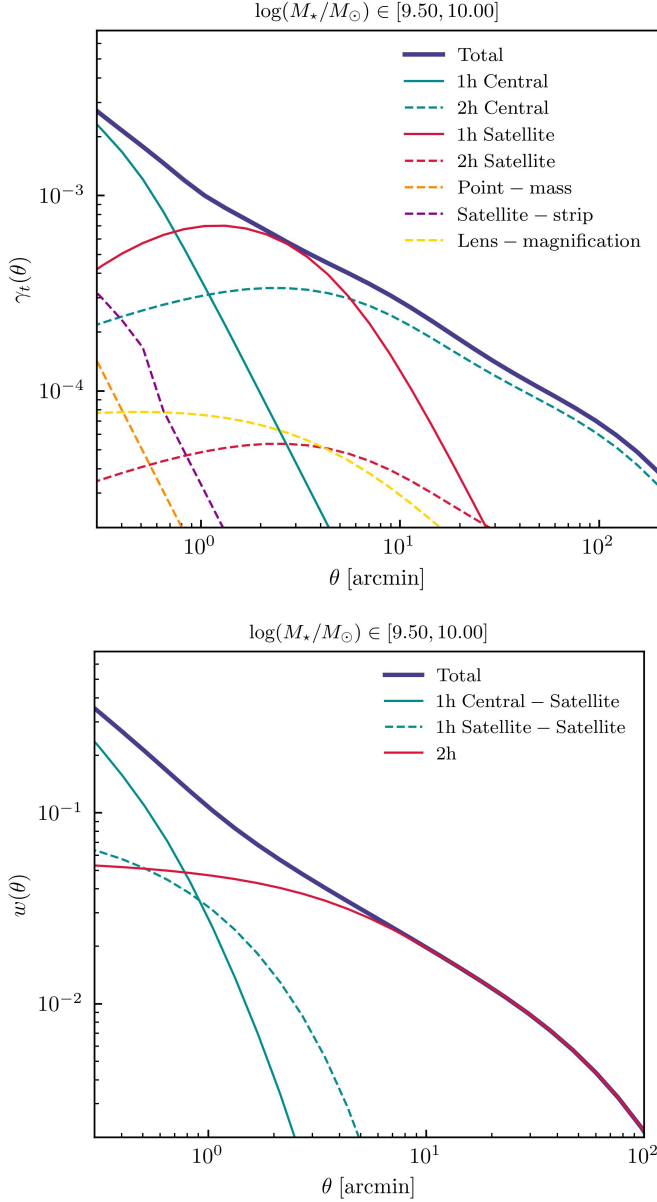 log(M⋆/M⊙) ∈ [9.50, 10.00]
Total
1h Central
2h Central
1h Satellite
2h Satellite
Point − mass
Satellite − strip
Lens − magnification
10⁻³
10⁻⁴
γt(θ)
10⁰ 10¹ 10²
θ [arcmin]
log(M⋆/M⊙) ∈ [9.50, 10.00]
Total
1h Central − Satellite
1h Satellite − Satellite
2h
10⁻¹
10⁻²
w(θ)
10⁰ 10¹ 10²
θ [arcmin]